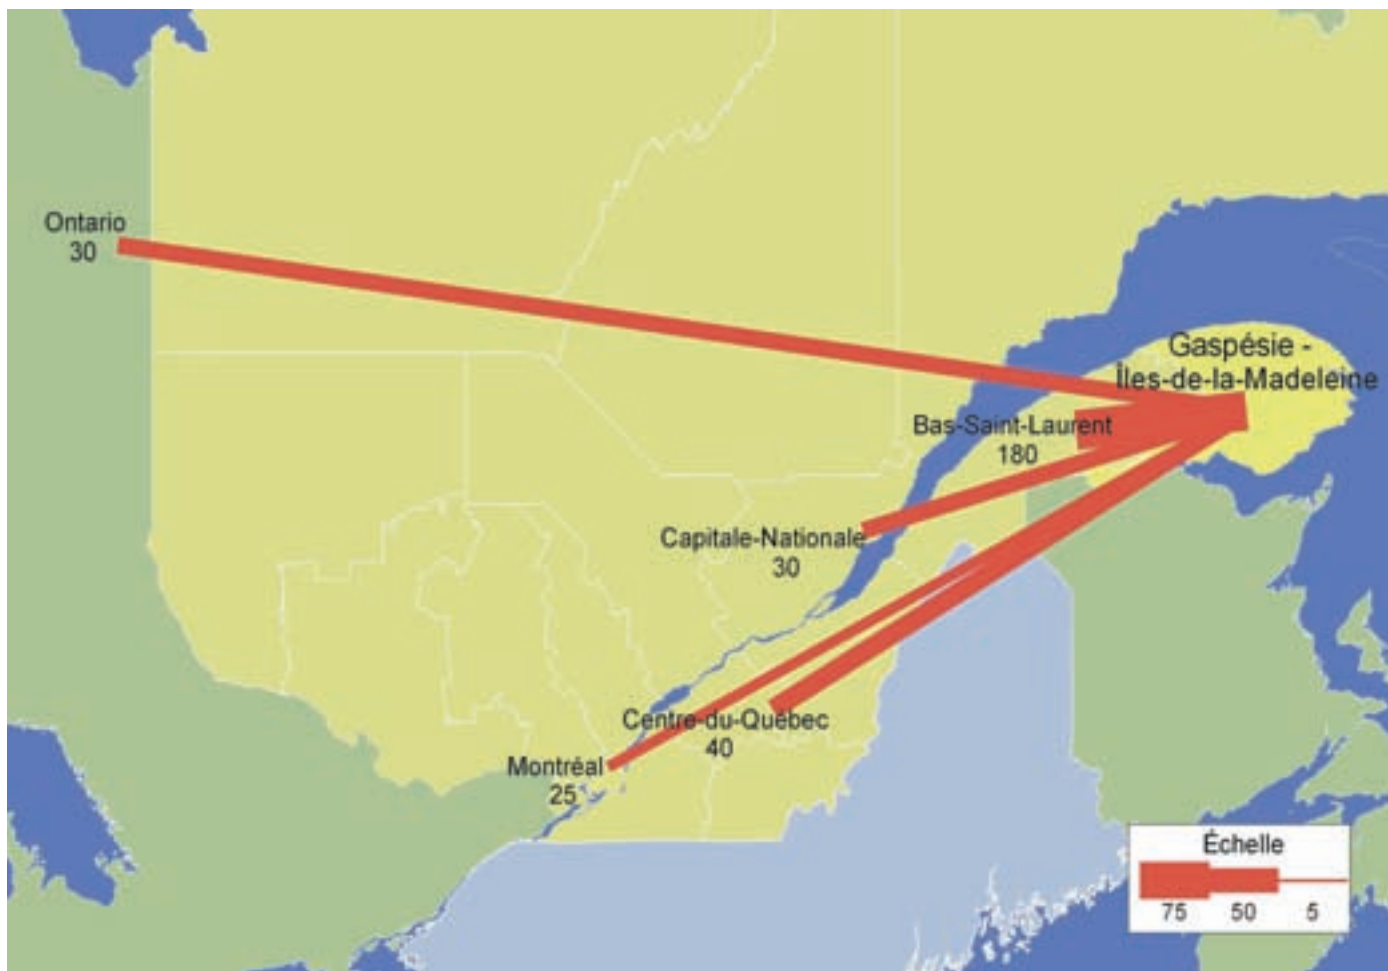 Ontario
30
Gaspésie -
Îles-de-la-Madeleine
Bas-Saint-Laurent
180
Capitale-Nationale
30
Centre-du-Québec
40
Montréal
25
Échelle
75 50 5